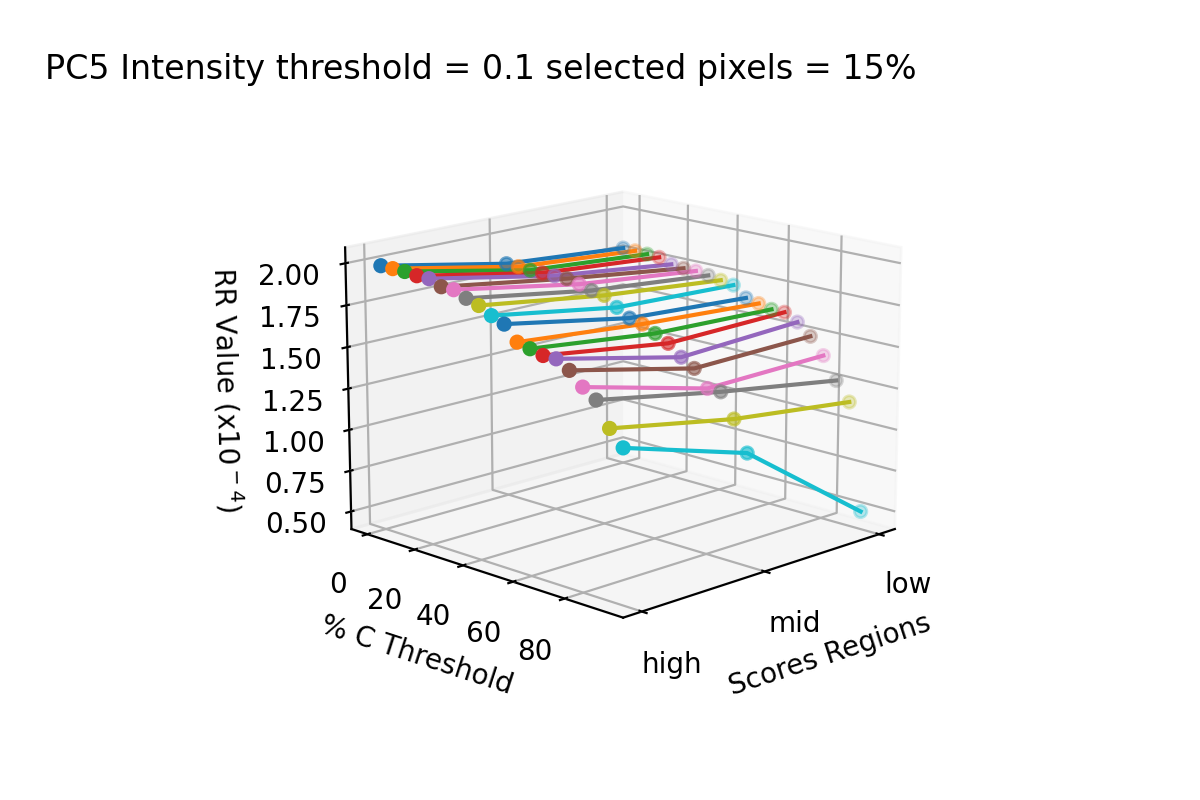 PC5 Intensity threshold = 0.1 selected pixels = 15%
RR Value (x10⁻⁴)
2.00
1.75
1.50
1.25
1.00
0.75
0.50
0
20
40
60
80
% C Threshold
high
mid
low
Scores Regions